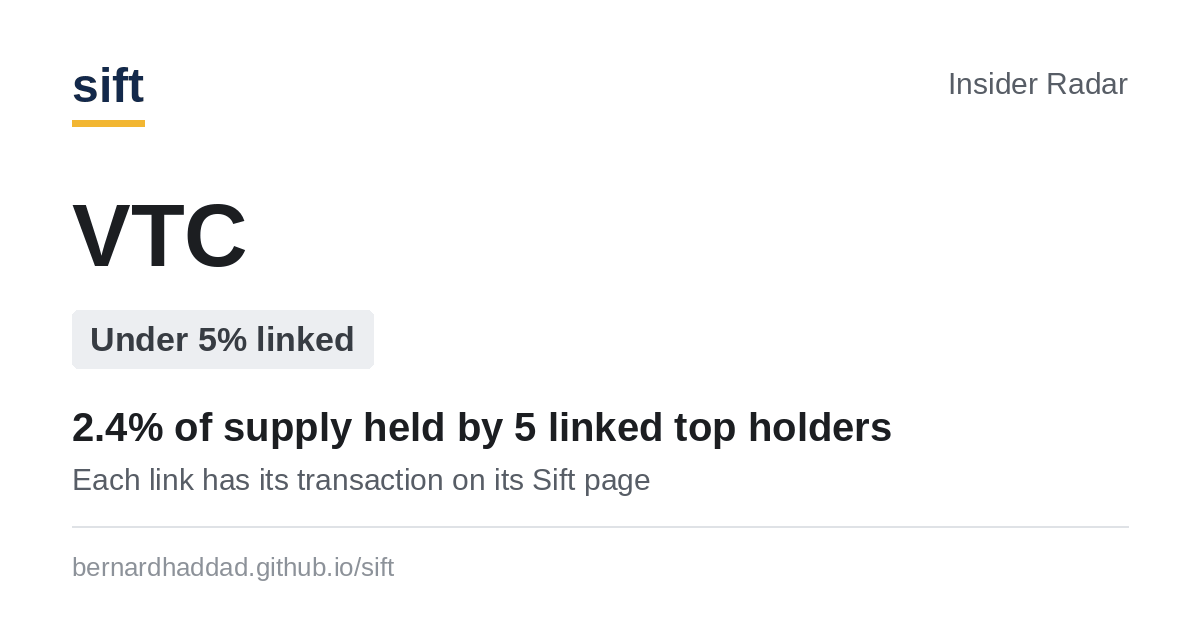 sift
Insider Radar
VTC
Under 5% linked
2.4% of supply held by 5 linked top holders
Each link has its transaction on its Sift page
bernardhaddad.github.io/sift